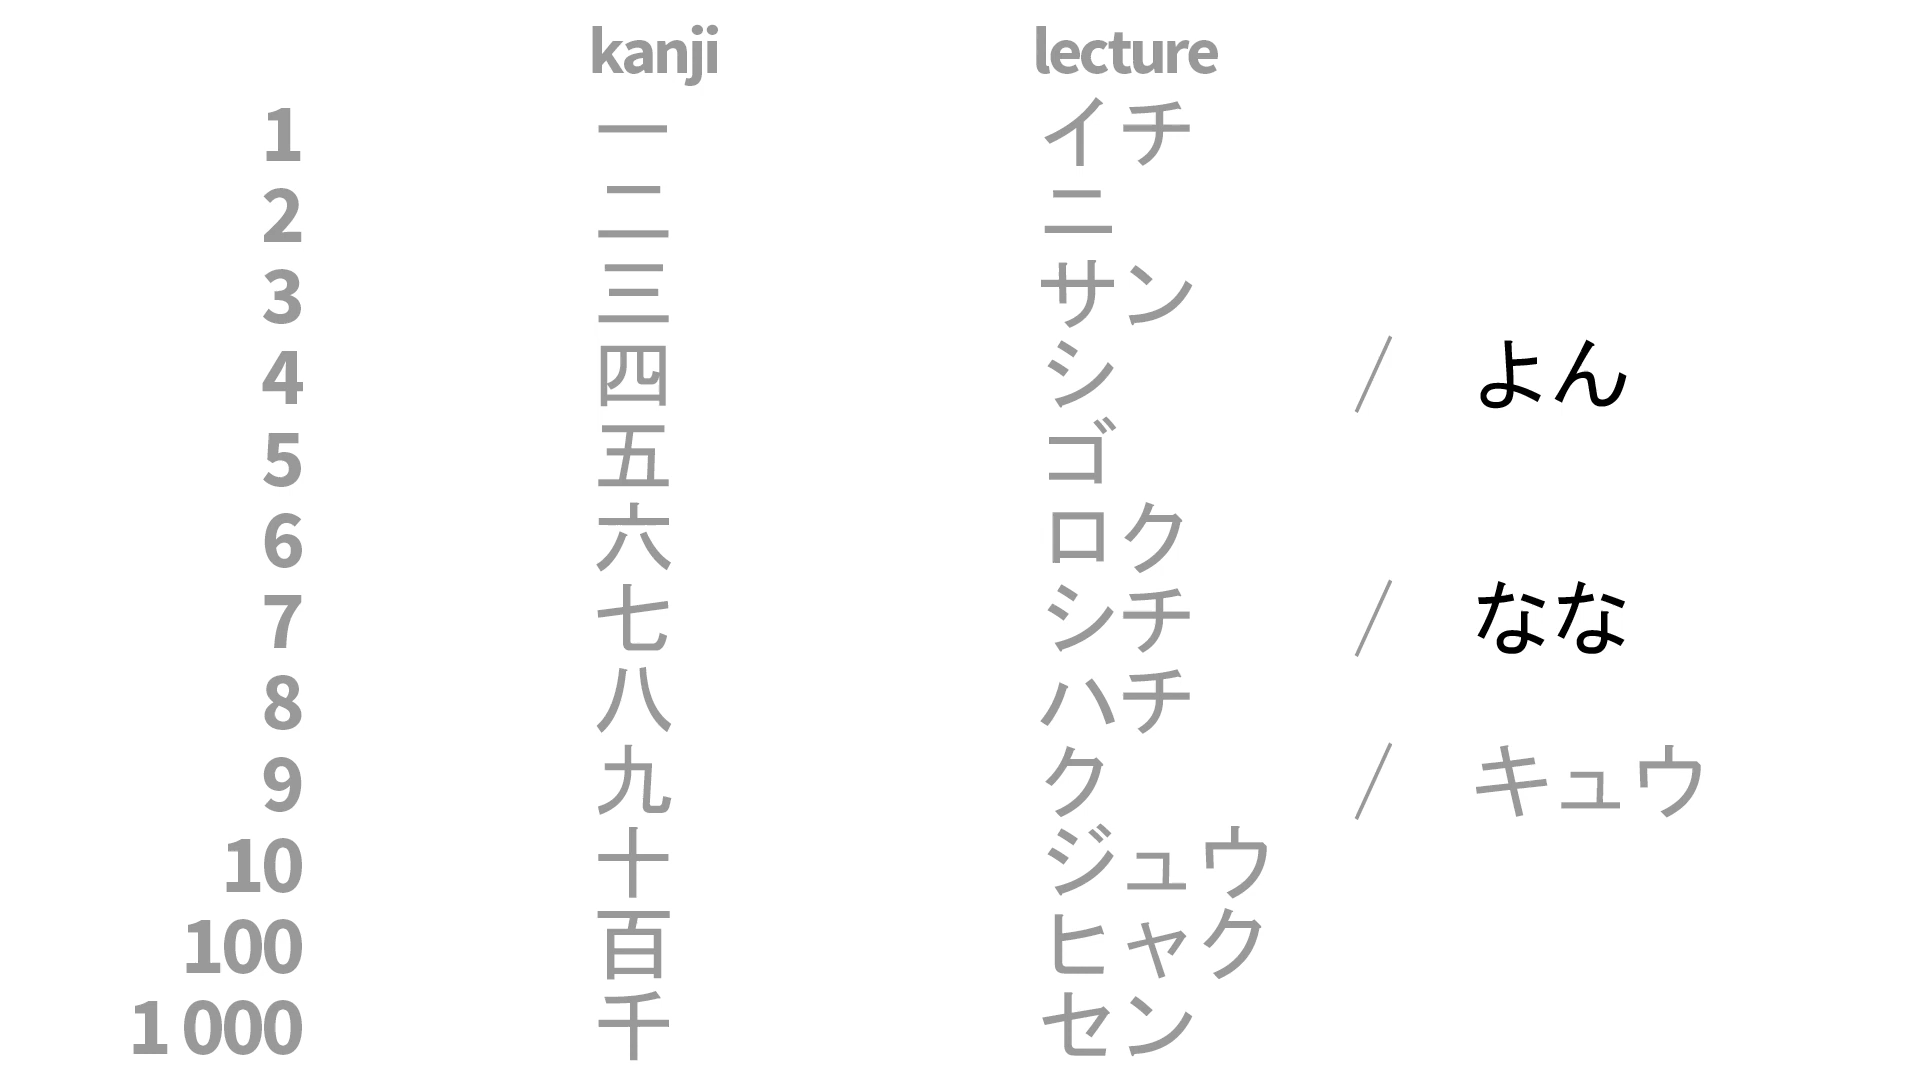 kanji lecture
1 一 イチ
2 二 ニ
3 三 サン
4 四 シ / よん
5 五 ゴ
6 六 ロク
7 七 シチ / なな
8 八 ハチ
9 九 ク / キュウ
10 十 ジュウ
100 百 ヒャク
1 000 千 セン